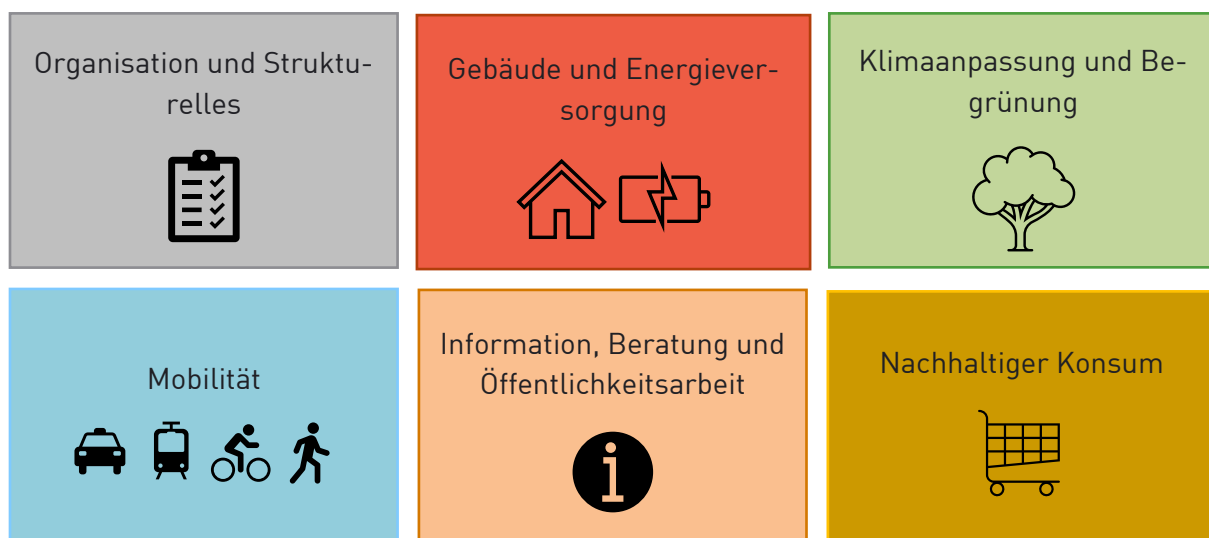 Organisation und Struktu-
relles
Gebäude und Energiever-
sorgung
Klimaanpassung und Be-
grünung
Mobilität
Information, Beratung und
Öffentlichkeitsarbeit
Nachhaltiger Konsum